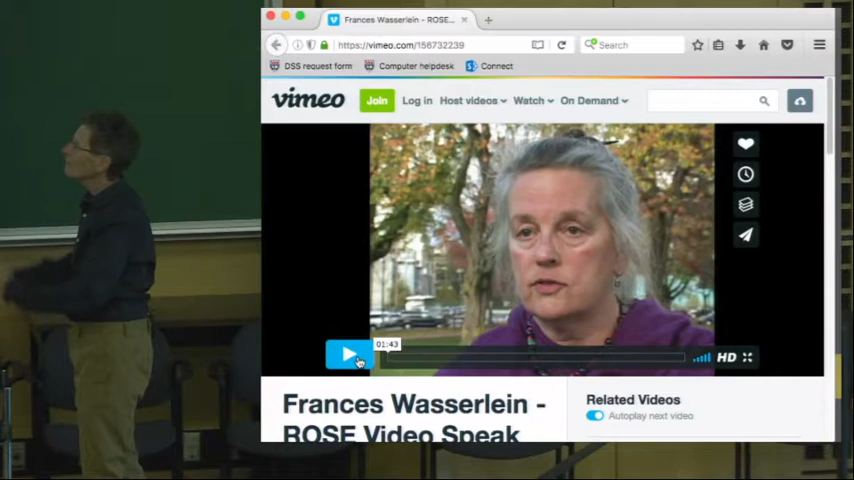 Frances Wasserlein - ROSE...
https://vimeo.com/156732239
Search
DSS request form
Computer helpdesk
Connect
vimeo
Join
Log in
Host videos
Watch
On Demand
01:43
HD
Frances Wasserlein -
ROSE Video Speak
Related Videos
Autoplay next video